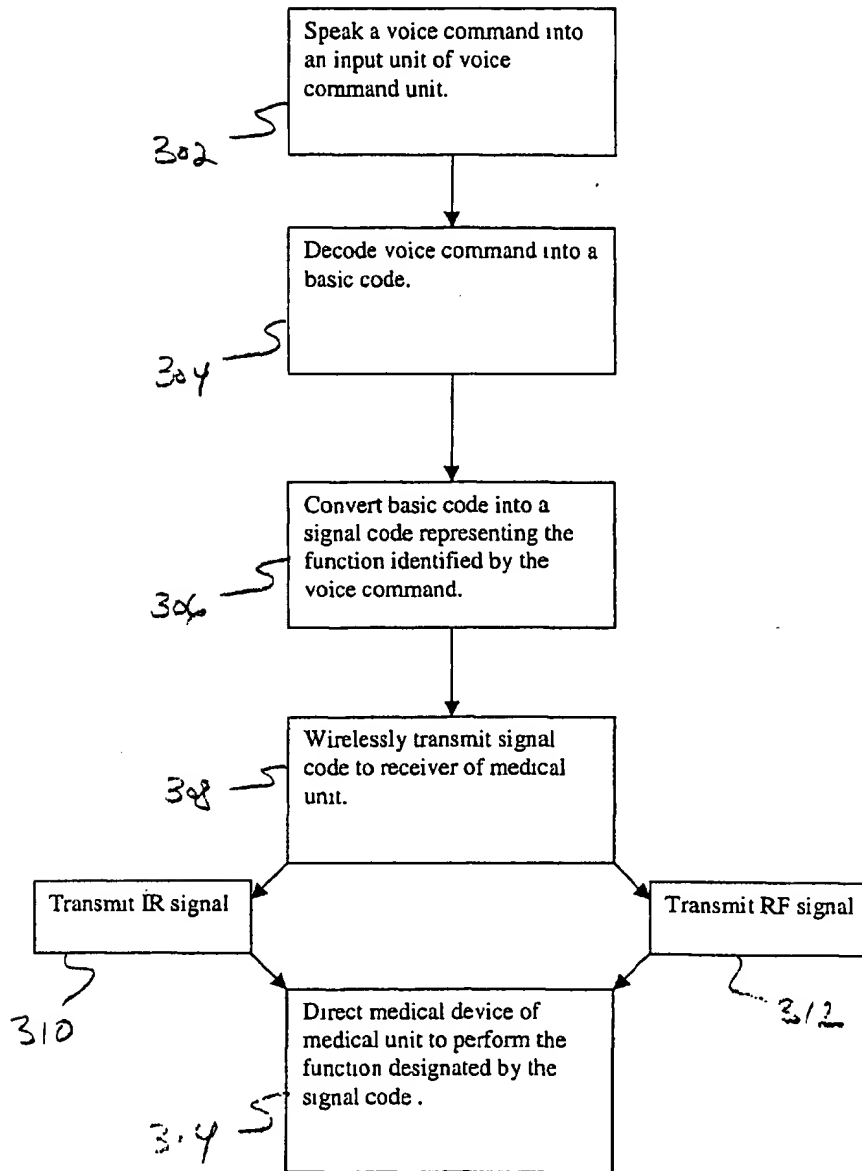 Speak a voice command into
an input unit of voice
command unit.
302
Decode voice command into a
basic code.
304
Convert basic code into a
signal code representing the
function identified by the
voice command.
306
Wirelessly transmit signal
code to receiver of medical
unit.
308
Transmit IR signal
Transmit RF signal
310
312
Direct medical device of
medical unit to perform the
function designated by the
signal code .
314